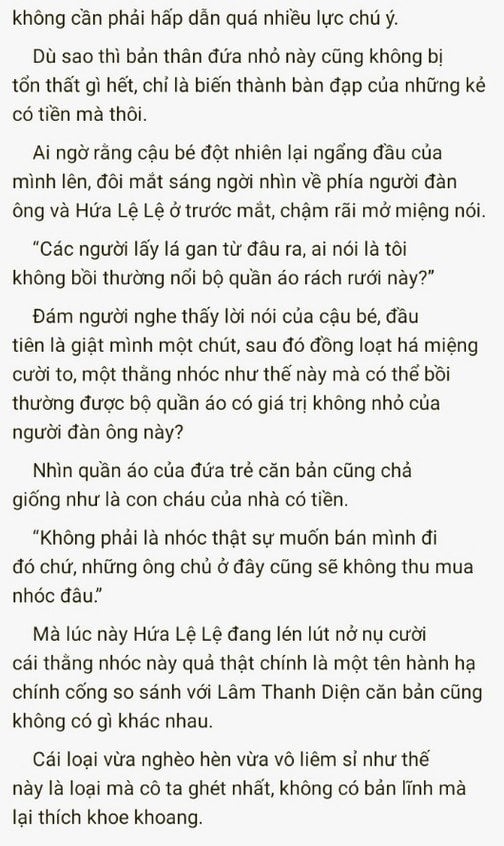 không cần phải hấp dẫn quá nhiều lực chú ý.
Dù sao thì bản thân đứa nhỏ này cũng không bị
tổn thất gì hết, chỉ là biến thành bàn đạp của những kẻ
có tiền mà thôi.
Ai ngờ rằng cậu bé đột nhiên lại ngẩng đầu của
mình lên, đôi mắt sáng ngời nhìn về phía người đàn
ông và Hứa Lệ Lệ ở trước mắt, chậm rãi mở miệng nói.
“Các người lấy lá gan từ đâu ra, ai nói là tôi
không bồi thường nổi bộ quần áo rách rưới này?”
Đám người nghe thấy lời nói của cậu bé, đầu
tiên là giật mình một chút, sau đó đồng loạt há miệng
cười to, một thằng nhóc như thế này mà có thể bồi
thường được bộ quần áo có giá trị không nhỏ của
người đàn ông này?
Nhìn quần áo của đứa trẻ căn bản cũng chả
giống như là con cháu của nhà có tiền.
“Không phải là nhóc thật sự muốn bán mình đi
đó chứ, những ông chủ ở đây cũng sẽ không thu mua
nhóc đâu.”
Mà lúc này Hứa Lệ Lệ đang lén lút nở nụ cười
cái thằng nhóc này quả thật chính là một tên hành hạ
chính cống so sánh với Lâm Thanh Diện căn bản cũng
không có gì khác nhau.
Cái loại vừa nghèo hèn vừa vô liêm sỉ như thế
này là loại mà cô ta ghét nhất, không có bản lĩnh mà
lại thích khoe khoang.